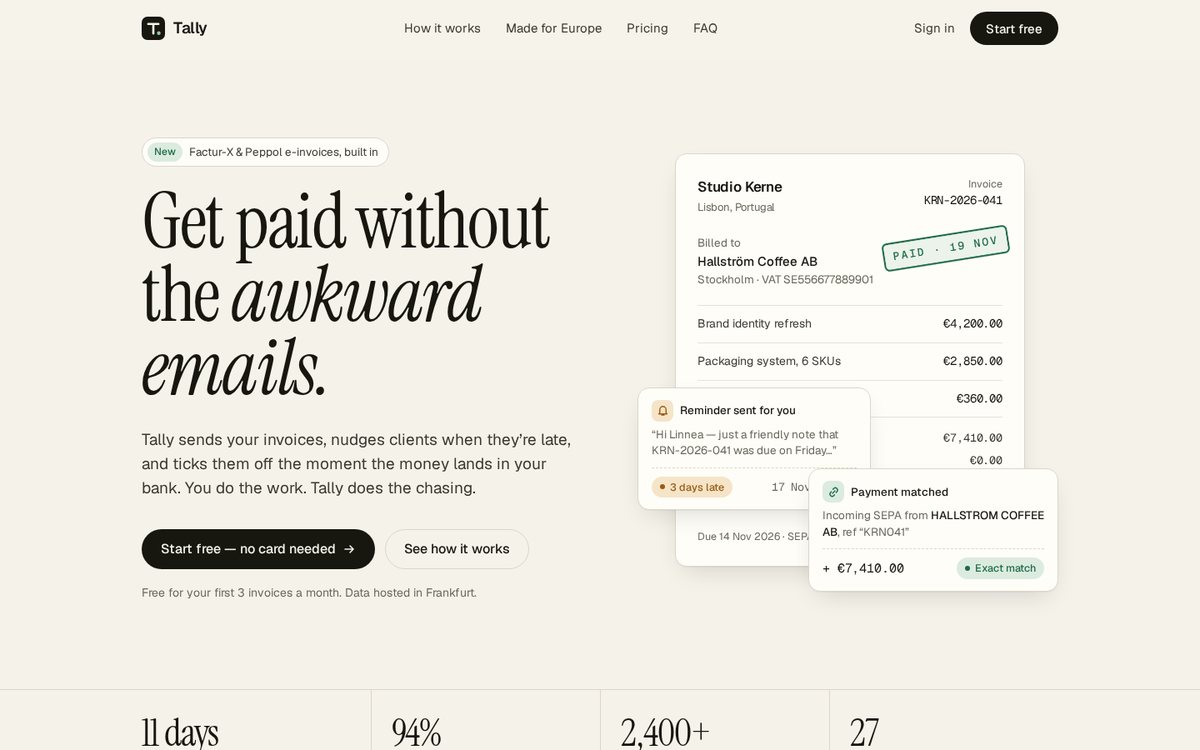 T.
Tally
How it works
Made for Europe
Pricing
FAQ
Sign in
Start free
New
Factur-X & Peppol e-invoices, built in
Get paid without
the awkward
emails.
Tally sends your invoices, nudges clients when they’re late,
and ticks them off the moment the money lands in your
bank. You do the work. Tally does the chasing.
Start free — no card needed →
See how it works
Free for your first 3 invoices a month. Data hosted in Frankfurt.
Studio Kerne
Lisbon, Portugal
Invoice
KRN-2026-041
Billed to
Hallström Coffee AB
Stockholm · VAT SE556677889901
PAID · 19 NOV
Brand identity refresh
€4,200.00
Packaging system, 6 SKUs
€2,850.00
€360.00
€7,410.00
€0.00
Reminder sent for you
“Hi Linnea — just a friendly note that
KRN-2026-041 was due on Friday…”
3 days late
17 Nov
Due 14 Nov 2026 · SEPA
Payment matched
Incoming SEPA from HALLSTROM COFFEE
AB, ref “KRN041”
+ €7,410.00
Exact match
11 days
94%
2,400+
27